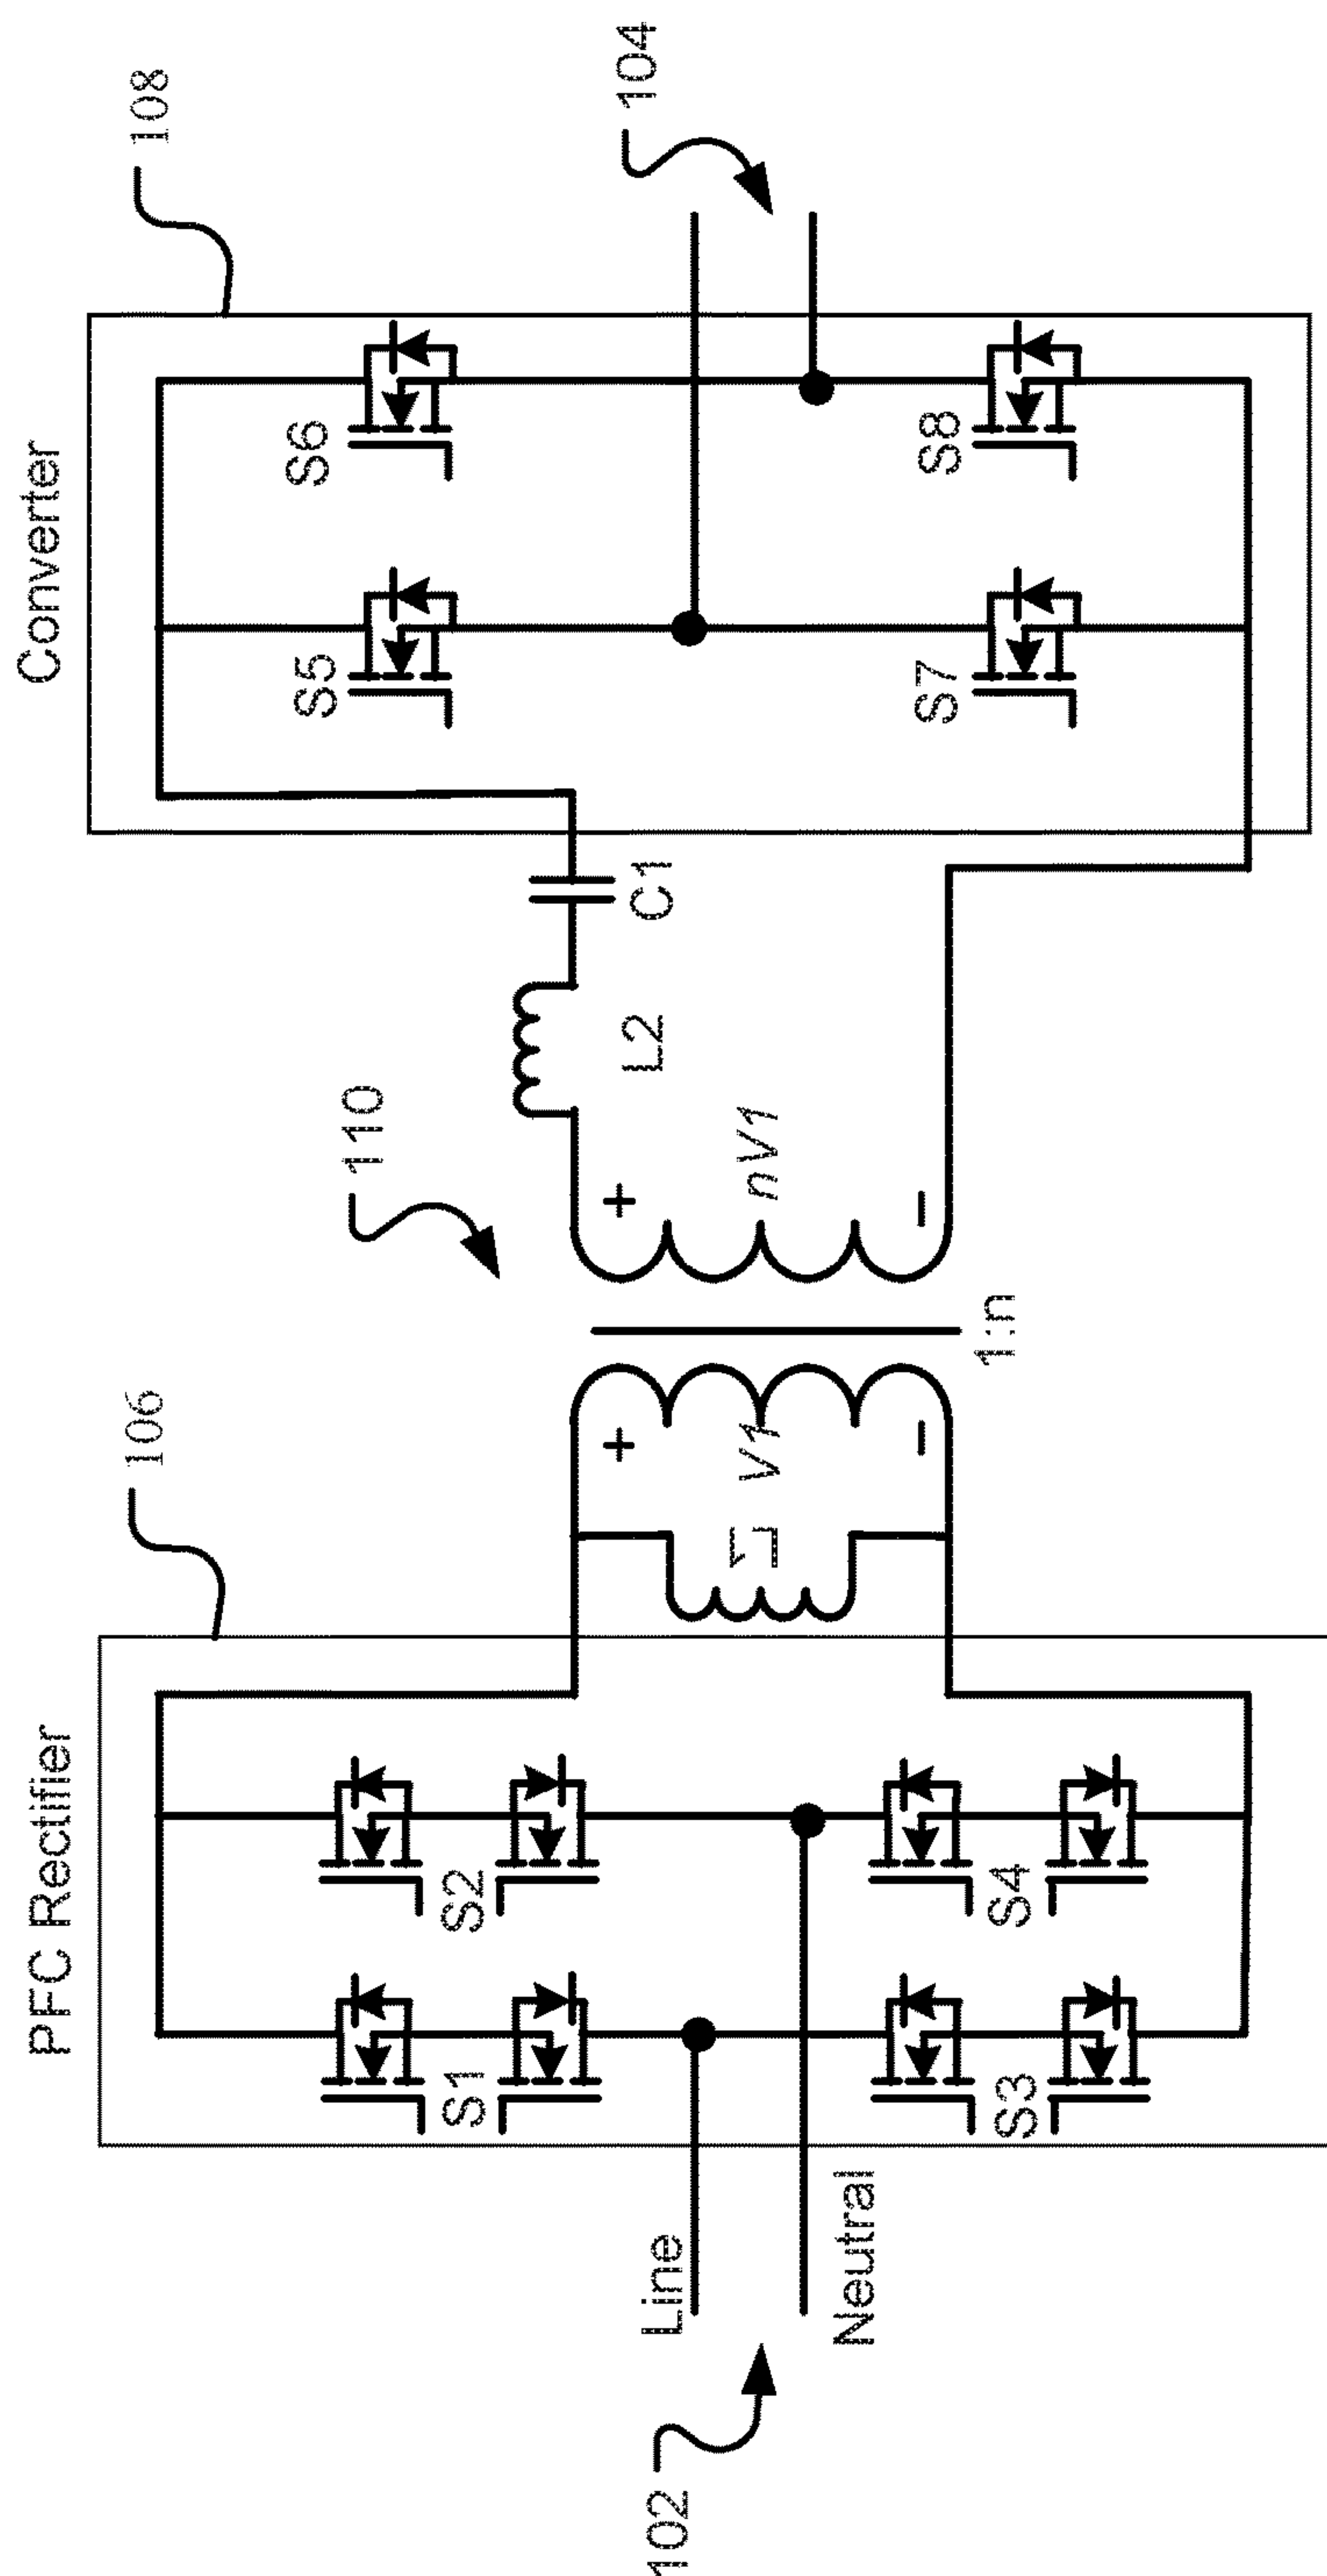 PFC Rectifier
106
S1
S2
S3
S4
Line
Neutral
102
L1
+
V1
−
1:n
110
+
nV1
−
L2
C1
Converter
108
S5
S6
S7
S8
104